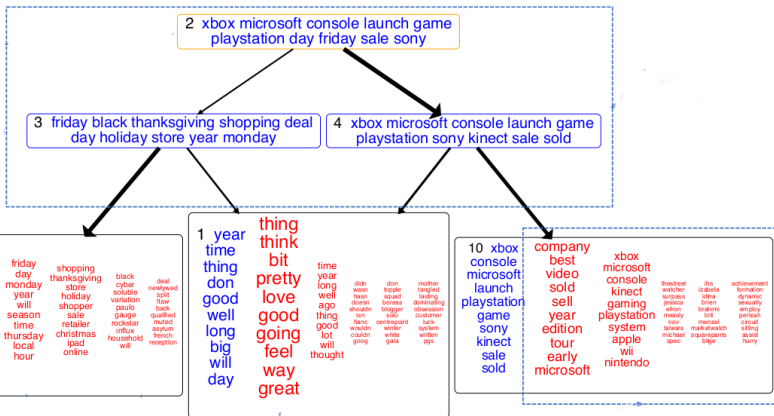 2 xbox microsoft console launch game
playstation day friday sale sony
3 friday black thanksgiving shopping deal
day holiday store year monday
4 xbox microsoft console launch game
playstation sony kinect sale sold
friday
day
monday
year
will
season
time
thursday
local
hour
shopping
thanksgiving
store
holiday
shopper
sale
retailer
christmas
ipad
online
black
cyber
soluble
variation
paulo
gauge
rockstar
influx
household
will
deal
newlywed
split
flaw
back
qualified
muted
asylum
french
reception
1 year
time
thing
don
good
well
long
big
will
day
thing
think
bit
pretty
love
good
going
feel
way
great
time
year
long
well
ago
thing
good
lot
will
thought
didn
wasn
hasn
doesn
shouldn
isn
fianc
wouldn
couldn
goog
don
topple
squad
boreas
blogger
solo
centrepoint
winter
white
gala
mother
tangled
lasting
dominating
obsession
customer
luck
system
written
pgs
10 xbox
console
microsoft
launch
playstation
game
sony
kinect
sale
sold
company
best
video
sold
sell
year
edition
tour
early
microsoft
xbox
microsoft
console
kinect
gaming
playstation
system
apple
wii
nintendo
thestreet
watcher
surpass
jessica
efron
measly
nov
talwars
michael
spec
ihs
izabella
idina
brien
ibrahimi
brit
menzel
marketwatch
squarepants
blige
achievement
formation
dynamic
sexually
employ
persian
circuit
sitting
assist
hurry